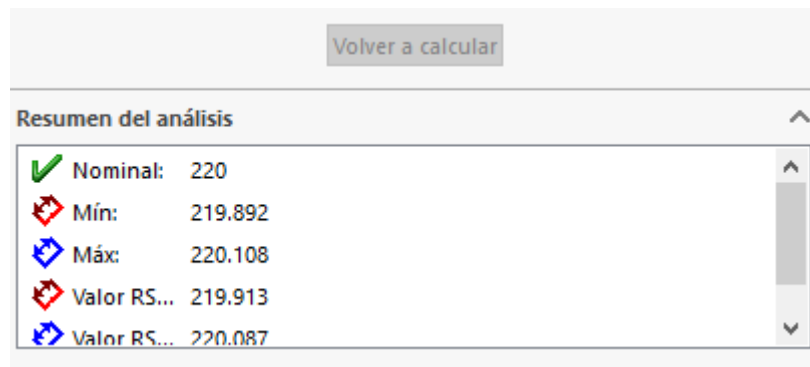 Volver a calcular
Resumen del análisis
Nominal: 220
Mín: 219.892
Máx: 220.108
Valor RS... 219.913
Valor RS... 220.087